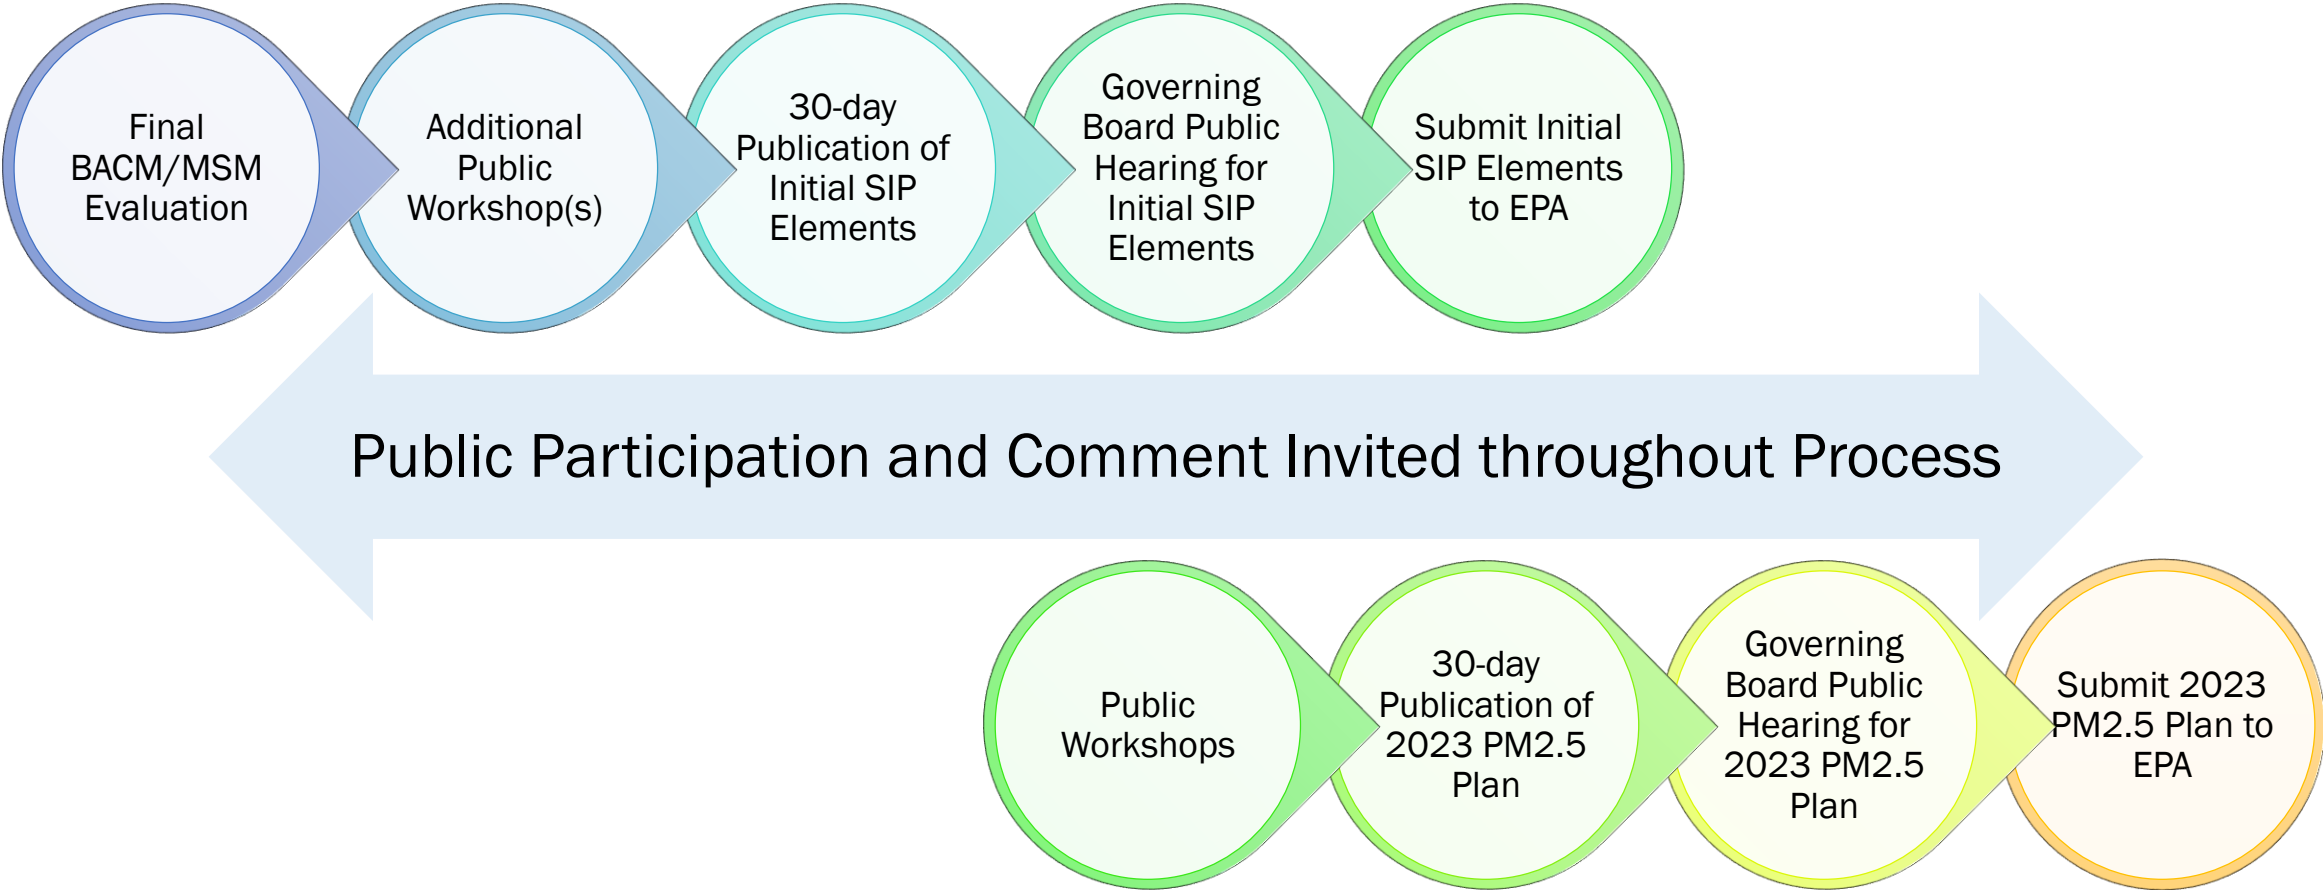 Final
BACM/MSM
Evaluation
Additional
Public
Workshop(s)
30-day
Publication of
Initial SIP
Elements
Governing
Board Public
Hearing for
Initial SIP
Elements
Submit Initial
SIP Elements
to EPA
Public Participation and Comment Invited throughout Process
Public
Workshops
30-day
Publication of
2023 PM2.5
Plan
Governing
Board Public
Hearing for
2023 PM2.5
Plan
Submit 2023
PM2.5 Plan to
EPA